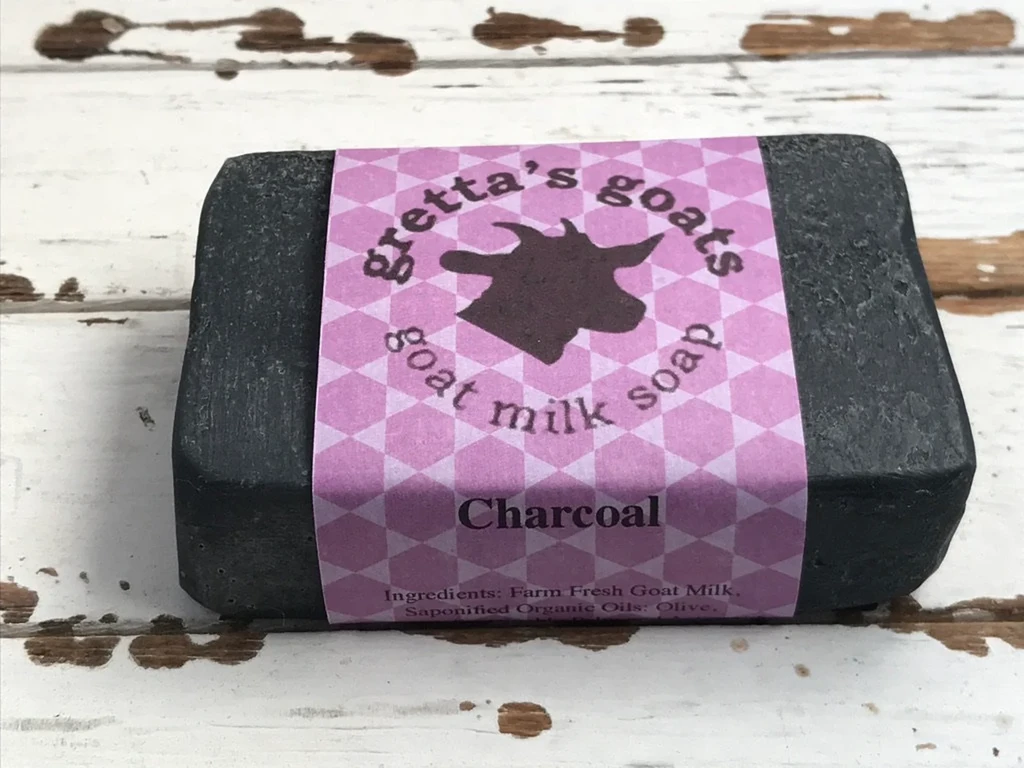 gretta's goats
goat milk soap
Charcoal
Ingredients: Farm Fresh Goat Milk,
Saponified Organic Oils: Olive,